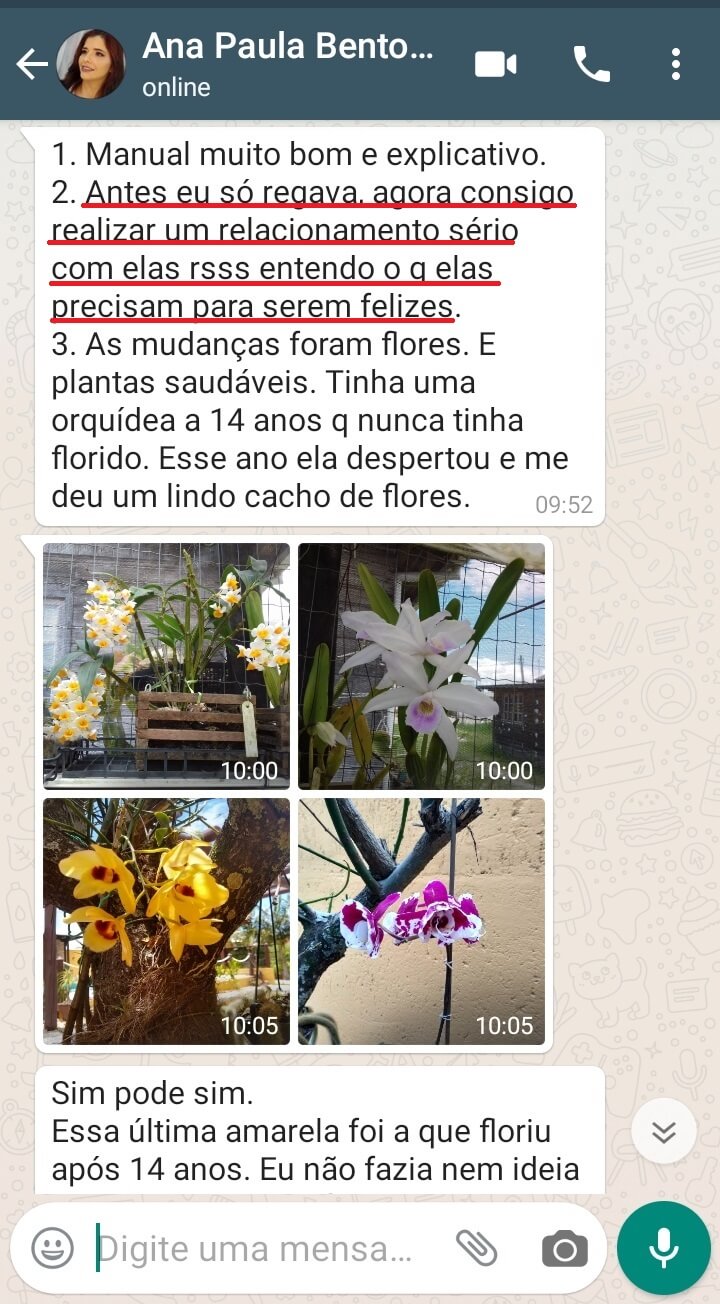 Ana Paula Bento...
online
1. Manual muito bom e explicativo.
2. Antes eu só regava, agora consigo
realizar um relacionamento sério
com elas rsss entendo o q elas
precisam para serem felizes.
3. As mudanças foram flores. E
plantas saudáveis. Tinha uma
orquídea a 14 anos q nunca tinha
florido. Esse ano ela despertou e me
deu um lindo cacho de flores.
09:52
10:00
10:00
10:05
10:05
Sim pode sim.
Essa última amarela foi a que floriu
após 14 anos. Eu não fazia nem ideia
Digite uma mensa...